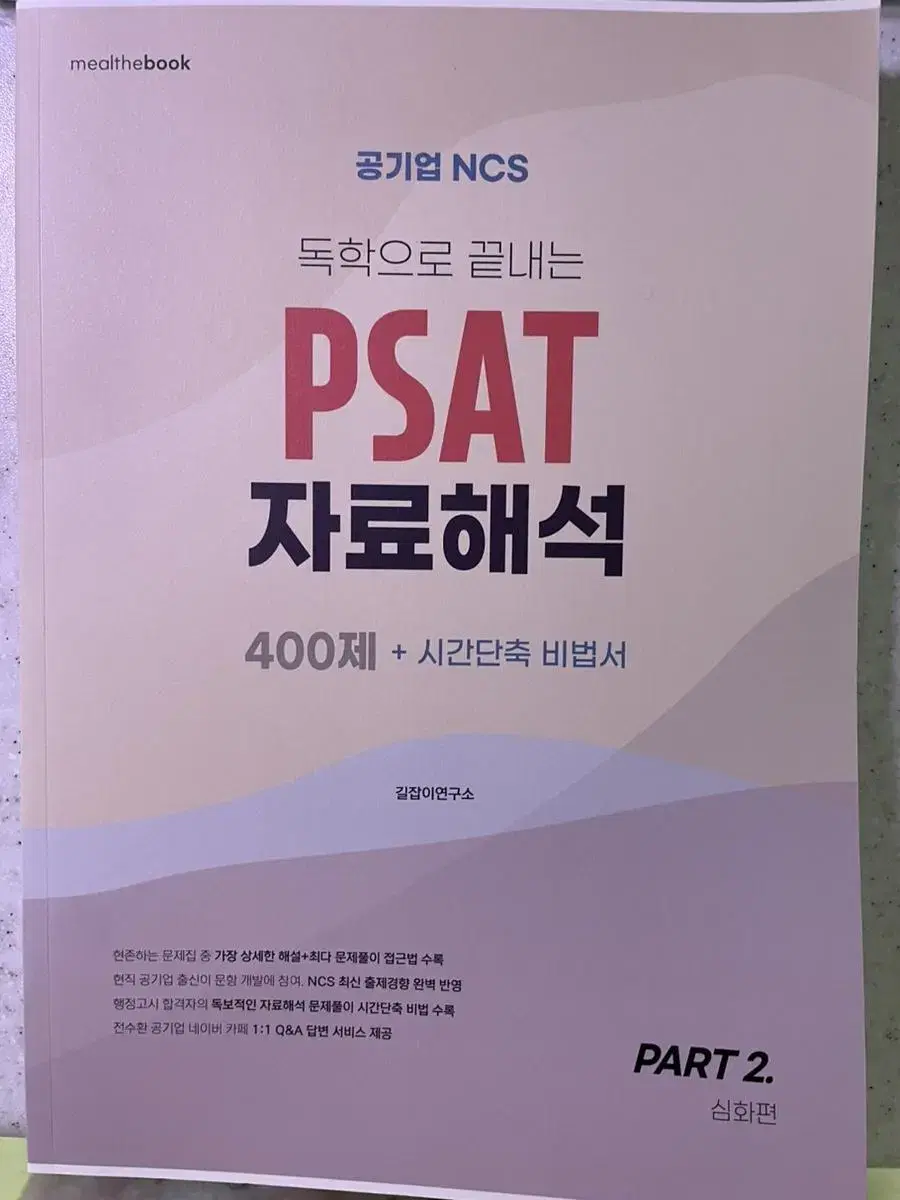 mealthebook
공기업 NCS
독학으로 끝내는
PSAT
자료해석
400제 + 시간단축 비법서
길잡이연구소
현존하는 문제집 중 가장 상세한 해설+최다 문제풀이 접근법 수록
현직 공기업 출신이 문항 개발에 참여. NCS 최신 출제경향 완벽 반영
행정고시 합격자의 독보적인 자료해석 문제풀이 시간단축 비법 수록
전수환 공기업 네이버 카페 1:1 Q&A 답변 서비스 제공
PART 2.
심화편